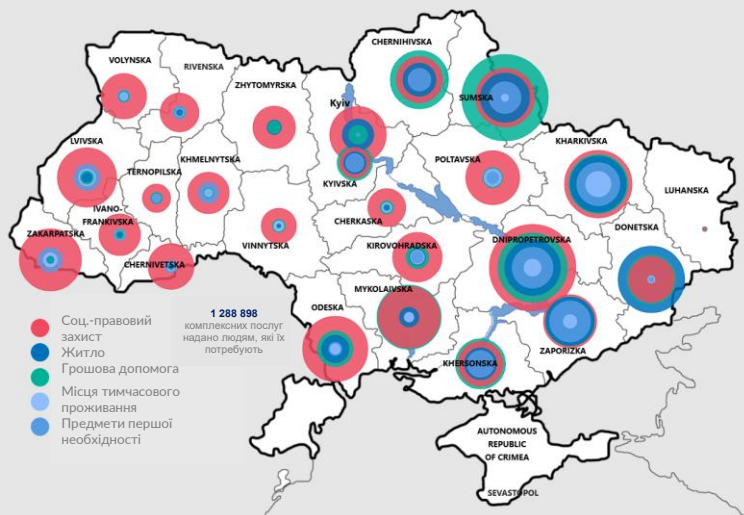 CHERNIHIVSKA
VOLYNSKA
RIVENSKA
ZHYTOMYRSKA
SUMSKA
Kyiv
LVIVSKA
KHARKIVSKA
TERNOPILSKA
KHMELNYTSKA
POLTAVSKA
KYIVSKA
LUHANSKA
IVANO-
FRANKIVSKA
CHERKASKA
DONETSKA
ZAKARPATSKA
VINNYTSKA
KIROVOHRADSKA
DNIPROPETROVSKA
CHERNIVETSKA
MYKOLAIVSKA
ODESKA
ZAPORIZKA
KHERSONSKA
1 288 898
комплексних послуг
надано людям, які їх
потребують
Соц.-правовий
захист
Житло
Грошова допомога
Місця тимчасового
проживання
Предмети першої
необхідності
AUTONOMOUS
REPUBLIC
OF CRIMEA
SEVASTOPOL